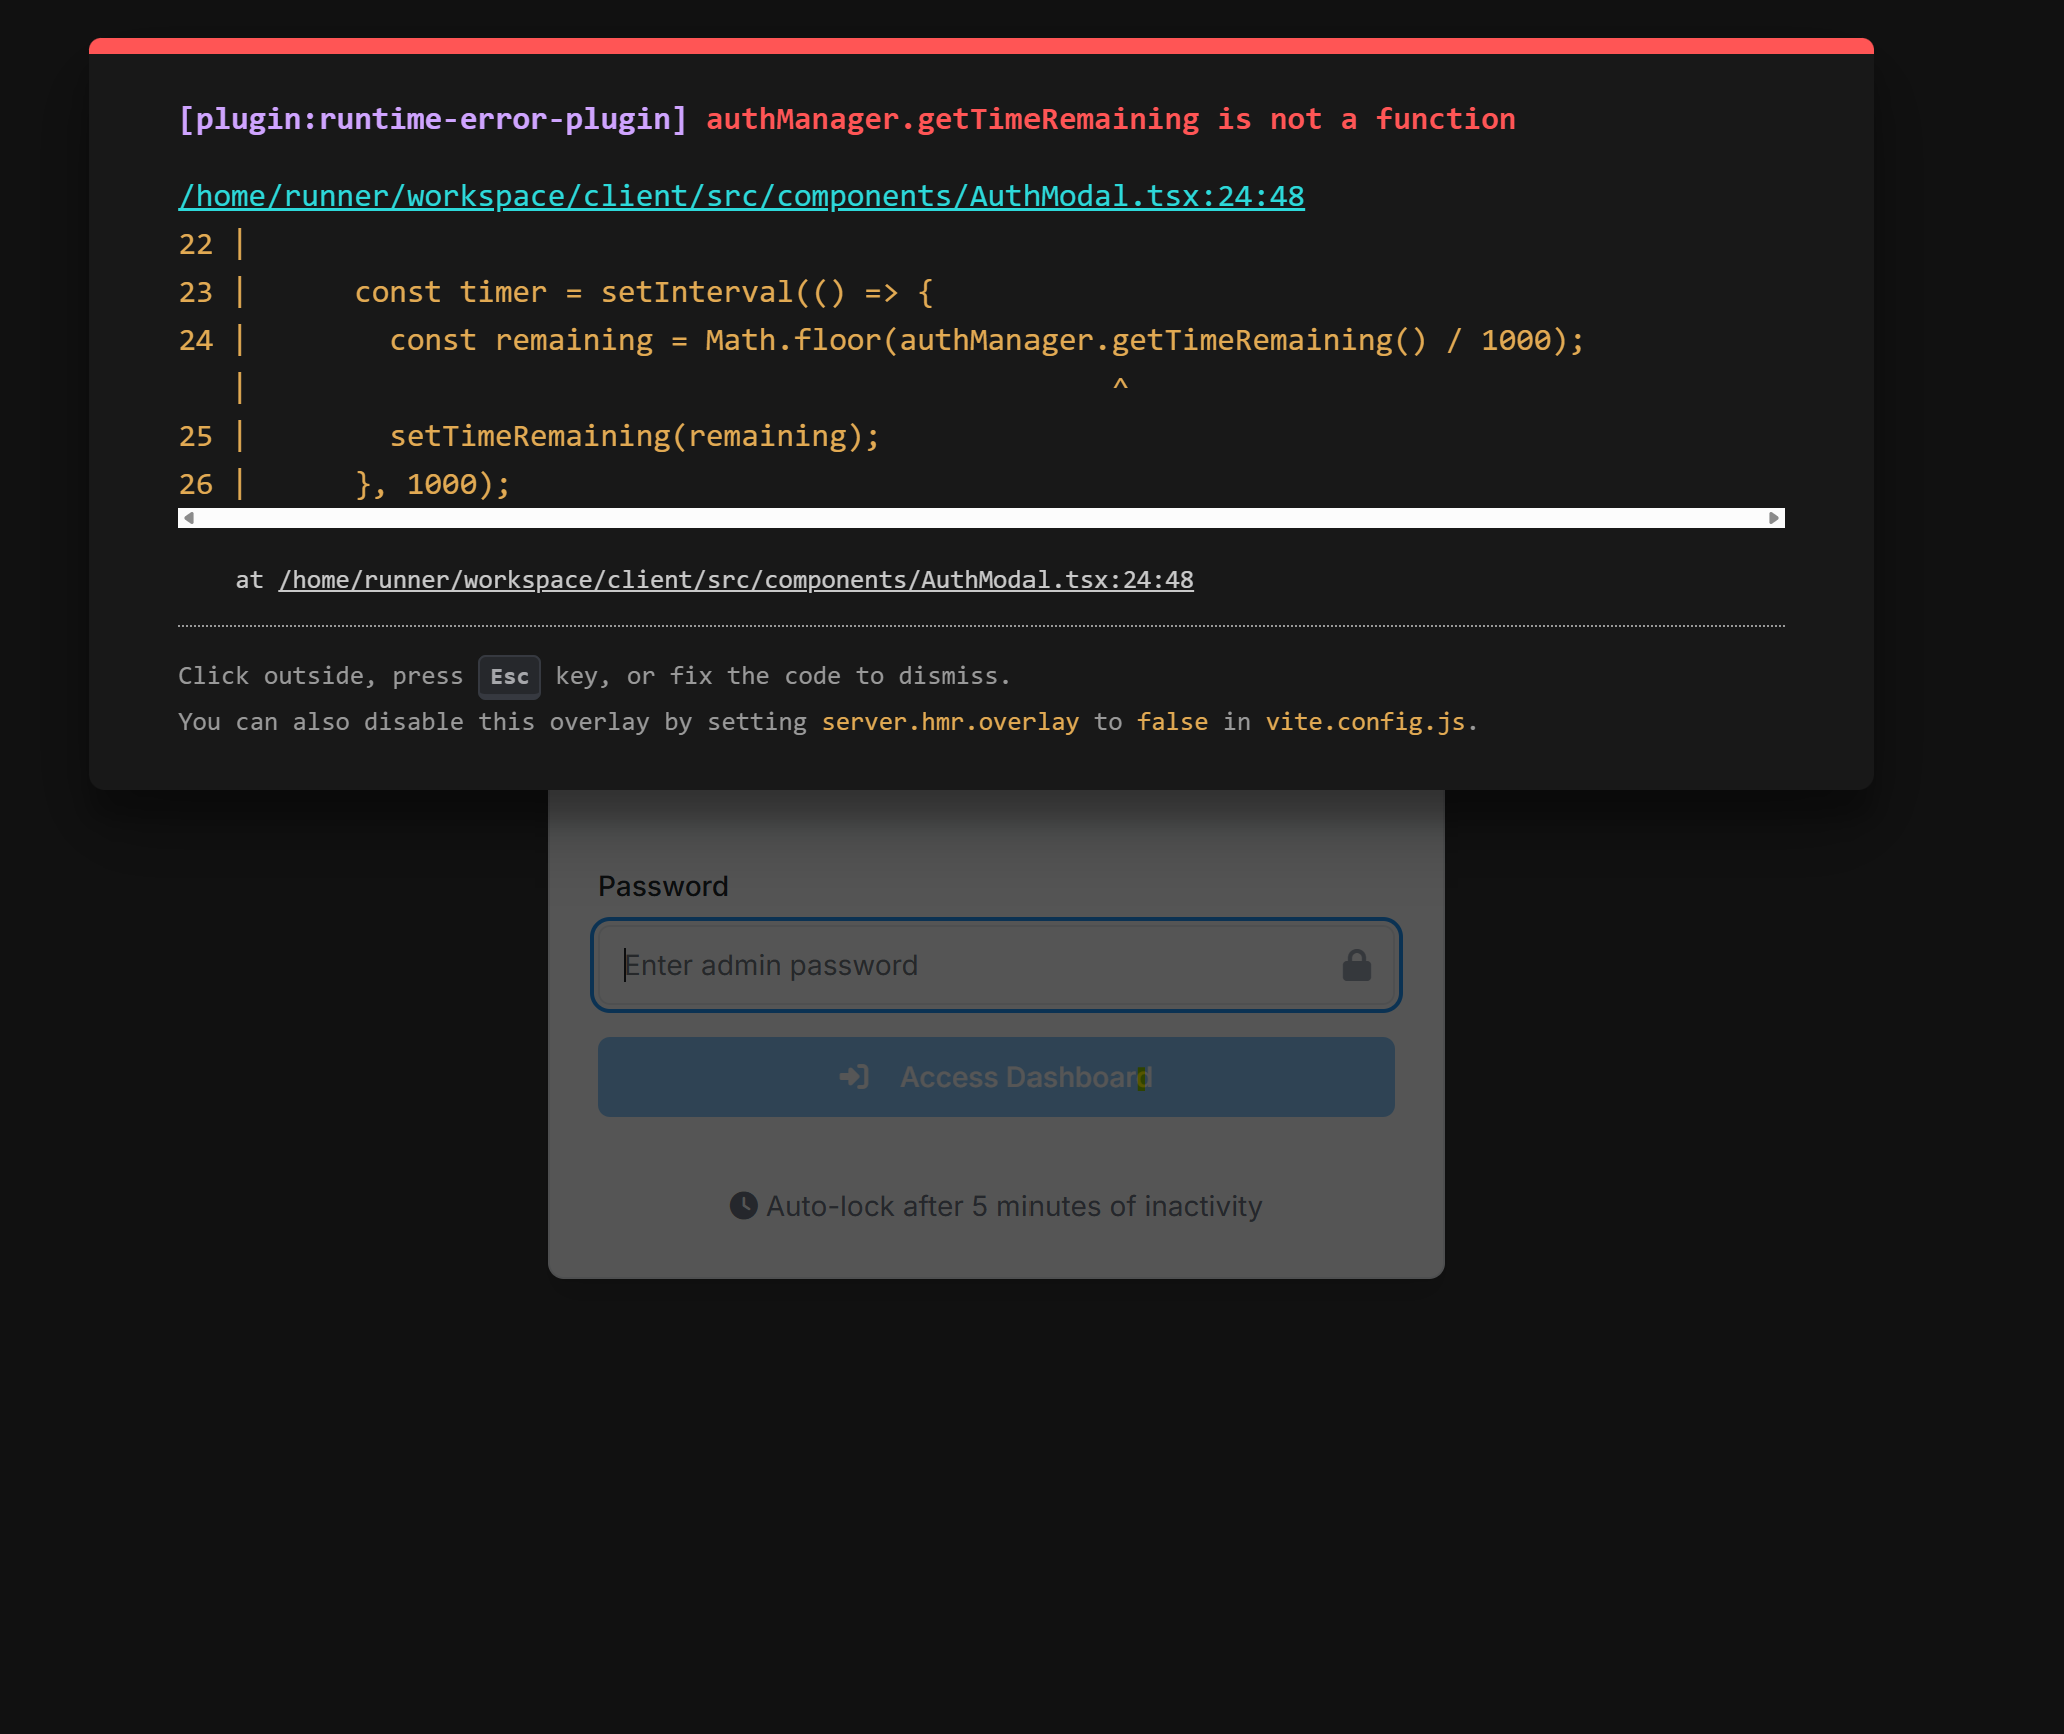 [plugin:runtime-error-plugin] authManager.getTimeRemaining is not a function
/home/runner/workspace/client/src/components/AuthModal.tsx:24:48
22 |
23 |      const timer = setInterval(() => {
24 |        const remaining = Math.floor(authManager.getTimeRemaining() / 1000);
   |                                                 ^
25 |        setTimeRemaining(remaining);
26 |      }, 1000);
at /home/runner/workspace/client/src/components/AuthModal.tsx:24:48
Click outside, press Esc key, or fix the code to dismiss.
You can also disable this overlay by setting server.hmr.overlay to false in vite.config.js.
Password
Enter admin password
Access Dashboard
Auto-lock after 5 minutes of inactivity